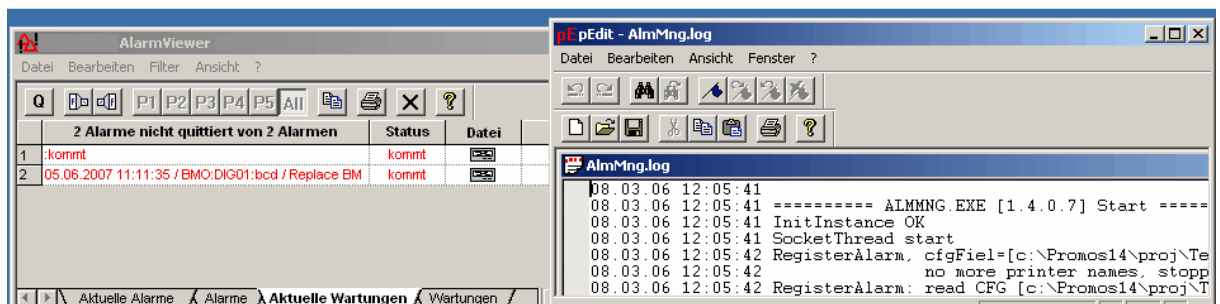 AlarmViewer
Datei Bearbeiten Filter Ansicht ?
Q P1 P2 P3 P4 P5 All
2 Alarme nicht quittiert von 2 Alarmen Status Datei
1 :kommt kommt
2 05.06.2007 11:11:35 / BMO:DIG01:bcd / Replace BM kommt
Aktuelle Alarme Alarme Aktuelle Wartungen Wartungen
pE pEdit - AlmMng.log
Datei Bearbeiten Ansicht Fenster ?
AlmMng.log
08.03.06 12:05:41
08.03.06 12:05:41 ========== ALMMNG.EXE [1.4.0.7] Start =====
08.03.06 12:05:41 InitInstance OK
08.03.06 12:05:41 SocketThread start
08.03.06 12:05:42 RegisterAlarm, cfgFiel=[c:\Promos14\proj\Te
08.03.06 12:05:42 no more printer names, stopp
08.03.06 12:05:42 RegisterAlarm: read CFG [c:\Promos14\proj\T